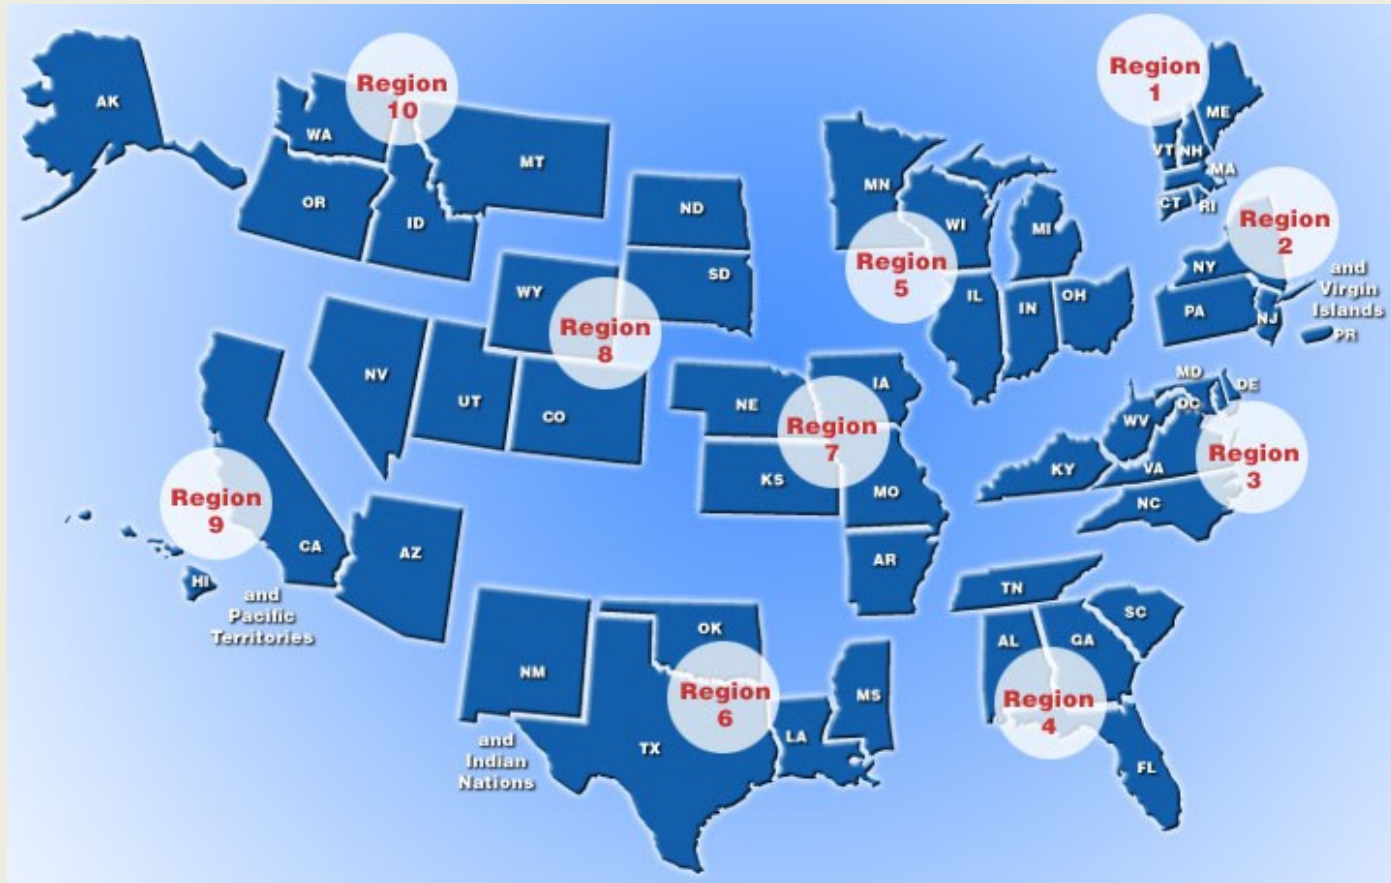 AK
WA
Region
10
MT
OR
ID
ND
SD
WY
Region
8
NV
UT
CO
MN
WI
MI
Region
5
IL
IN
OH
Region
1
ME
VT
NH
MA
CT
RI
Region
2
NY
and
Virgin
Islands
PA
NJ
PR
NE
IA
Region
7
KS
MO
AR
MD
DE
OC
WV
Region
3
KY
VA
NC
Region
9
CA
AZ
HI
and
Pacific
Territories
NM
OK
Region
6
TX
LA
MS
and
Indian
Nations
TN
SC
AL
GA
Region
4
FL